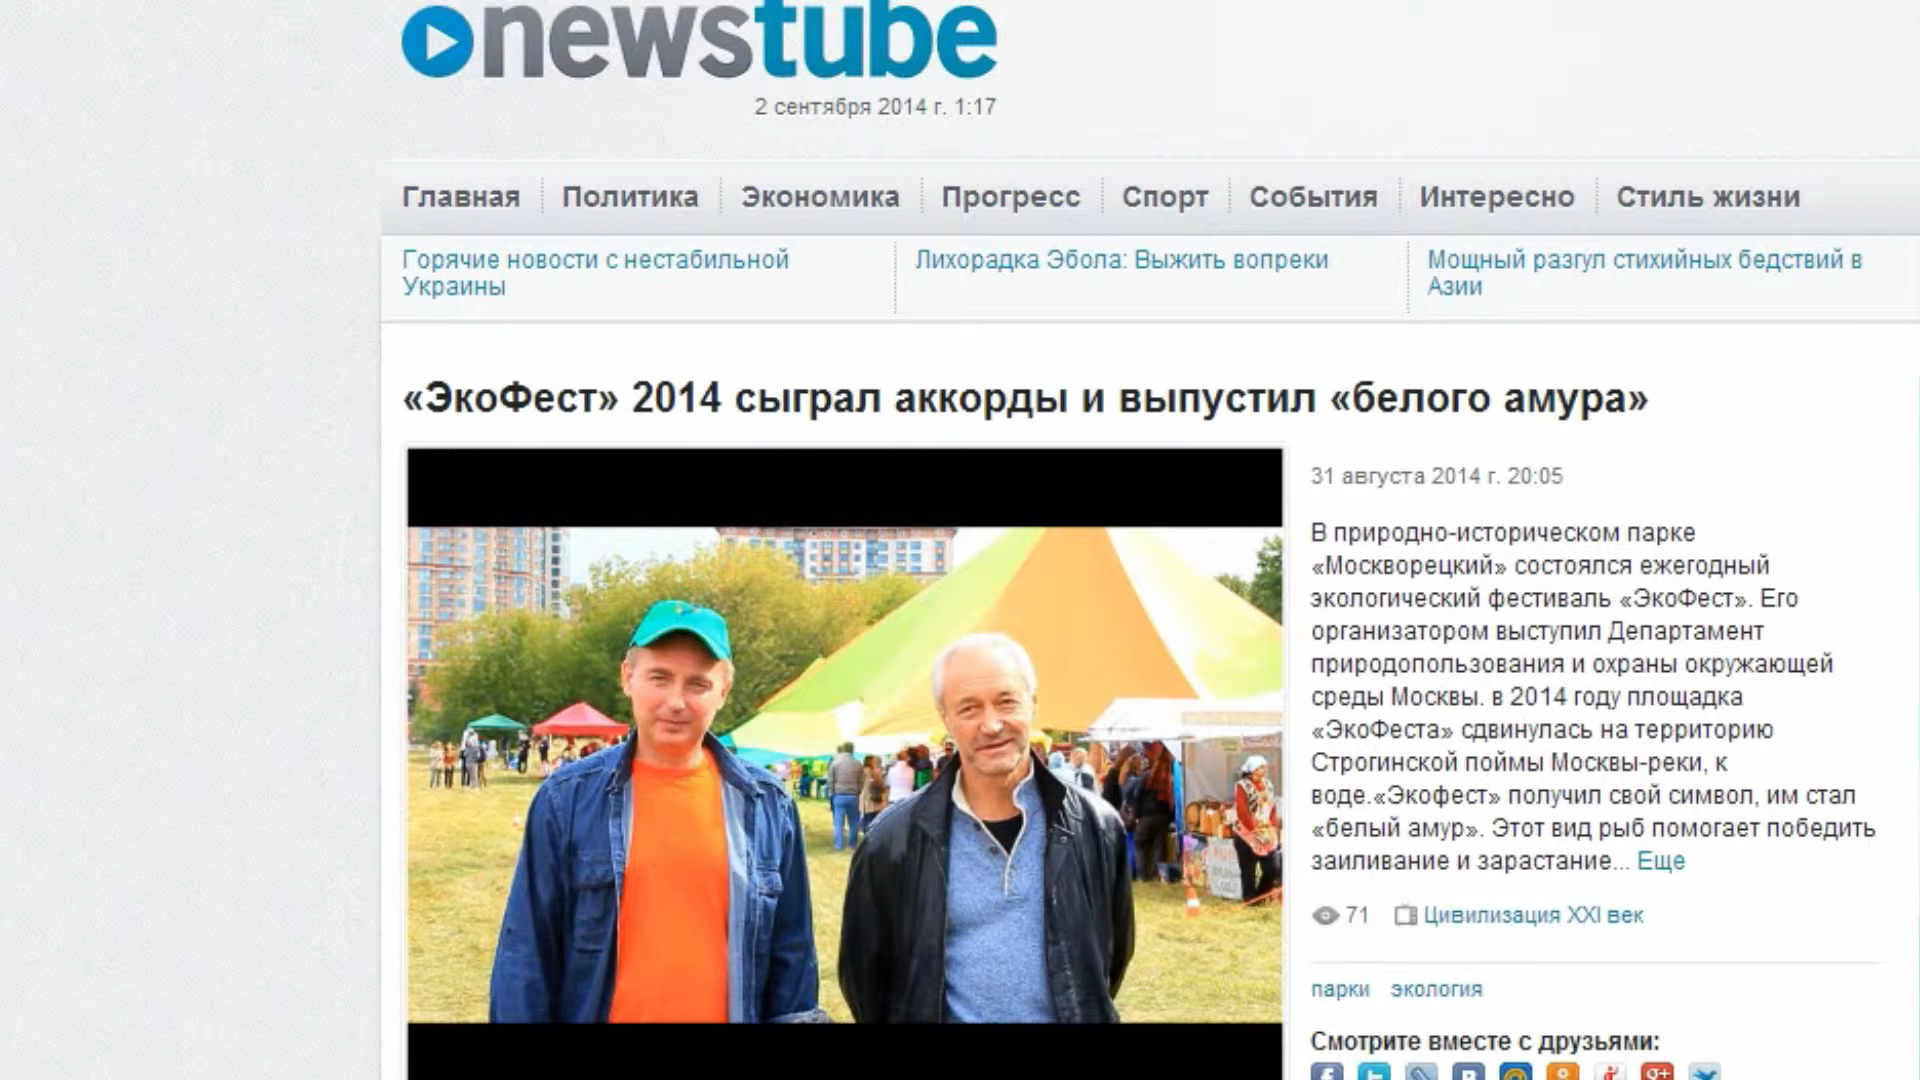 newstube
2 сентября 2014 г. 1:17
Главная Политика Экономика Прогресс Спорт События Интересно Стиль жизни
Горячие новости с нестабильной
Украины
Лихорадка Эбола: Выжить вопреки
Мощный разгул стихийных бедствий в
Азии
«ЭкоФест» 2014 сыграл аккорды и выпустил «белого амура»
31 августа 2014 г. 20:05
В природно-историческом парке
«Москворецкий» состоялся ежегодный
экологический фестиваль «ЭкоФест». Его
организатором выступил Департамент
природопользования и охраны окружающей
среды Москвы. в 2014 году площадка
«ЭкоФеста» сдвинулась на территорию
Строгинской поймы Москвы-реки, к
воде.«Экофест» получил свой символ, им стал
«белый амур». Этот вид рыб помогает победить
заиливание и зарастание... Еще
71 Цивилизация XXI век
парки экология
Смотрите вместе с друзьями: